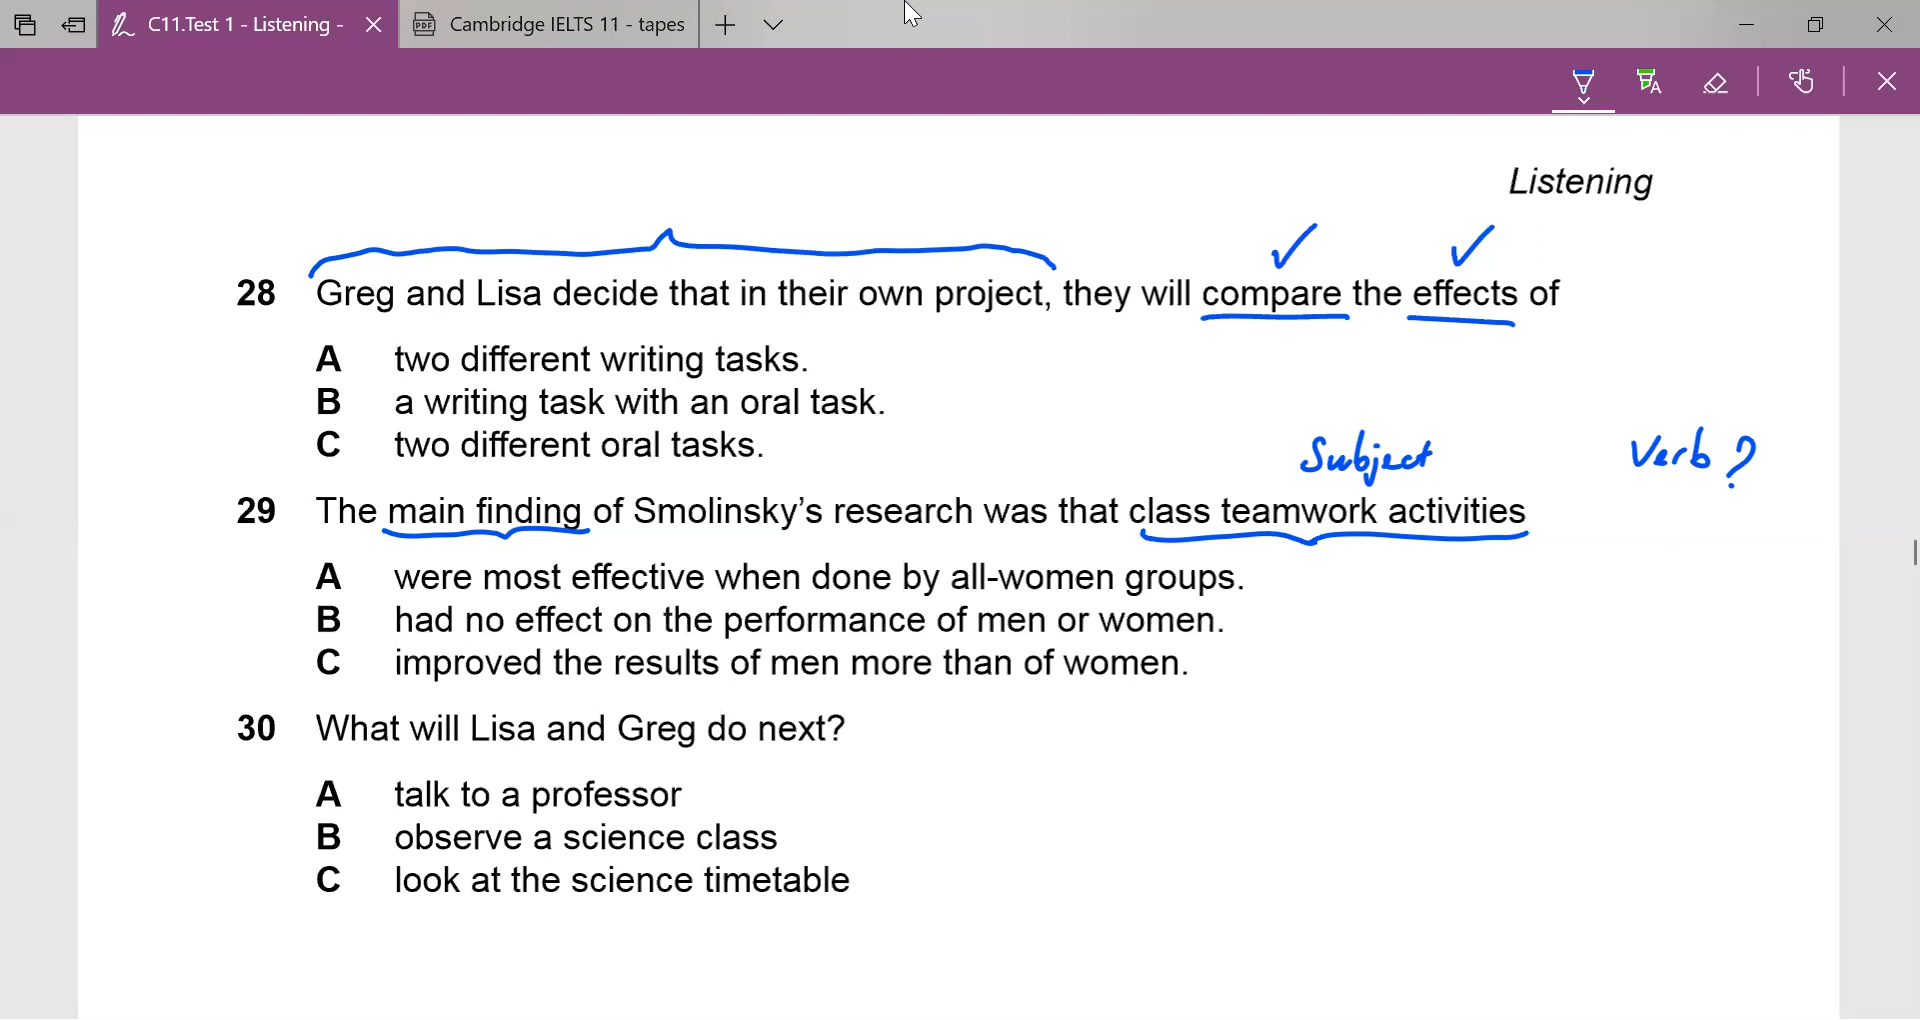 C11.Test 1 - Listening -
Cambridge IELTS 11 - tapes
Listening
28 Greg and Lisa decide that in their own project, they will compare the effects of
A two different writing tasks.
B a writing task with an oral task.
C two different oral tasks.
Subject Verb ?
29 The main finding of Smolinsky's research was that class teamwork activities
A were most effective when done by all-women groups.
B had no effect on the performance of men or women.
C improved the results of men more than of women.
30 What will Lisa and Greg do next?
A talk to a professor
B observe a science class
C look at the science timetable